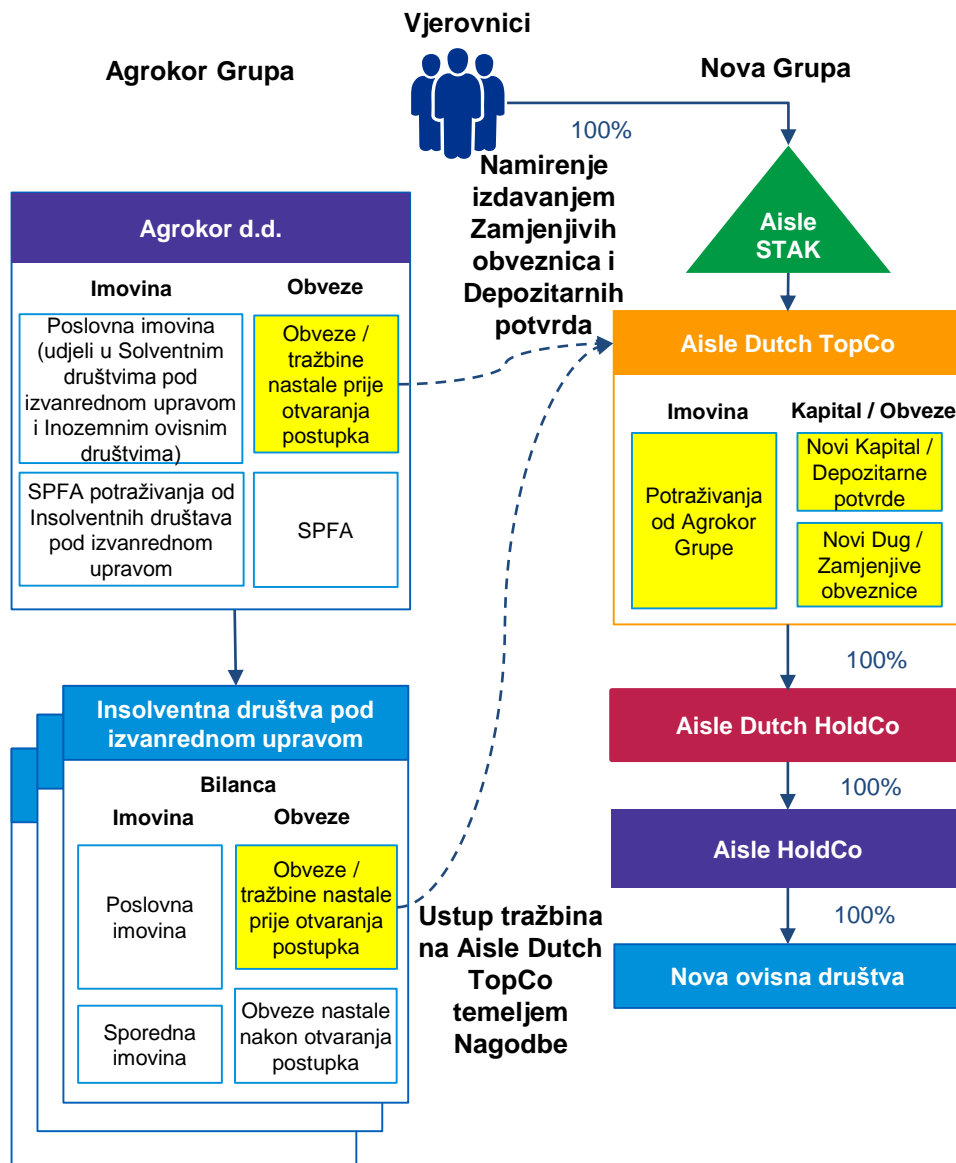 Vjerovnici
Agrokor Grupa
Nova Grupa
100%
Namirenje
izdavanjem
Zamjenjivih
obveznica i
Depozitarnih
potvrda
Aisle
STAK
Agrokor d.d.
Imovina
Obveze
Poslovna imovina
(udjeli u Solventnim
društvima pod
izvanrednom upravom
i Inozemnim ovisnim
društvima)
Obveze /
tražbine
nastale prije
otvaranja
postupka
SPFA potraživanja od
Insolventnih društava
pod izvanrednom
upravom
SPFA
Aisle Dutch TopCo
Imovina
Kapital / Obveze
Potraživanja
od Agrokor
Grupe
Novi Kapital /
Depozitarne
potvrde
Novi Dug /
Zamjenjive
obveznice
100%
Insolventna društva pod
izvanrednom upravom
Bilanca
Imovina
Obveze
Poslovna
imovina
Obveze /
tražbine nastale
prije otvaranja
postupka
Sporedna
imovina
Obveze nastale
nakon otvaranja
postupka
Ustup tražbina
na Aisle Dutch
TopCo
temeljem
Nagodbe
Aisle Dutch HoldCo
100%
Aisle HoldCo
100%
Nova ovisna društva